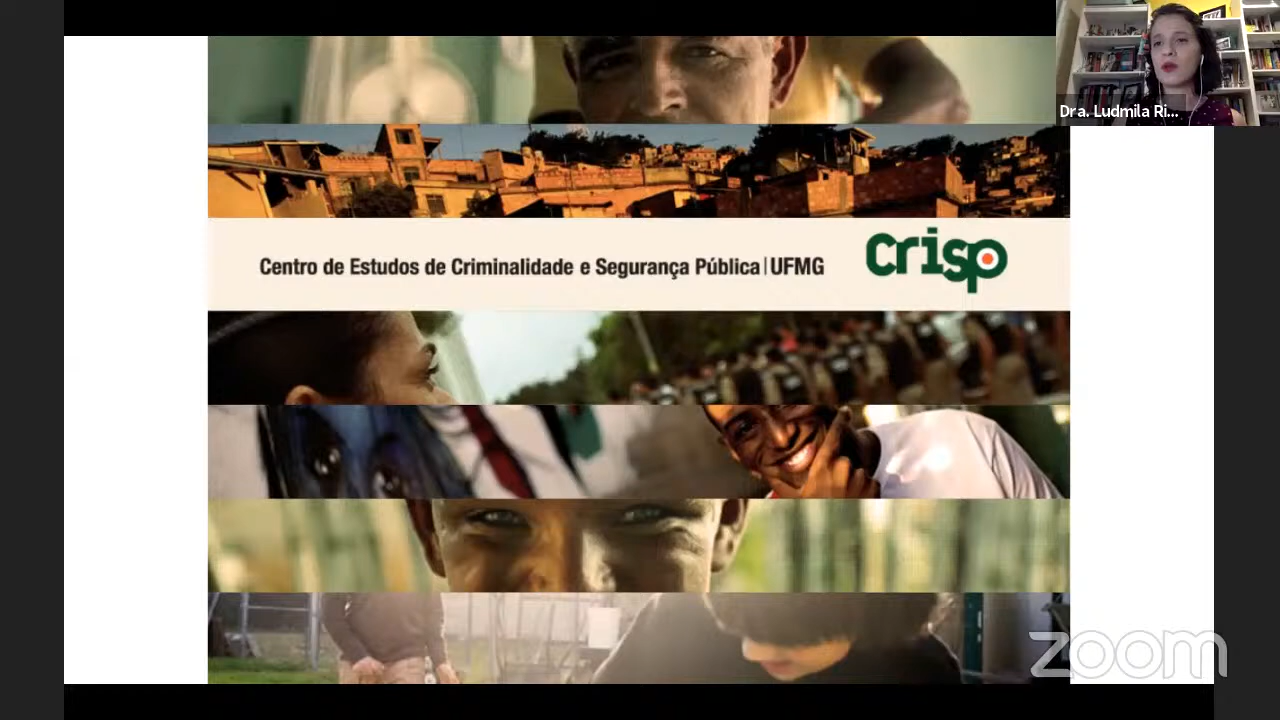 Dra. Ludmila Ri...
Centro de Estudos de Criminalidade e Segurança Pública|UFMG
crisp
zoom